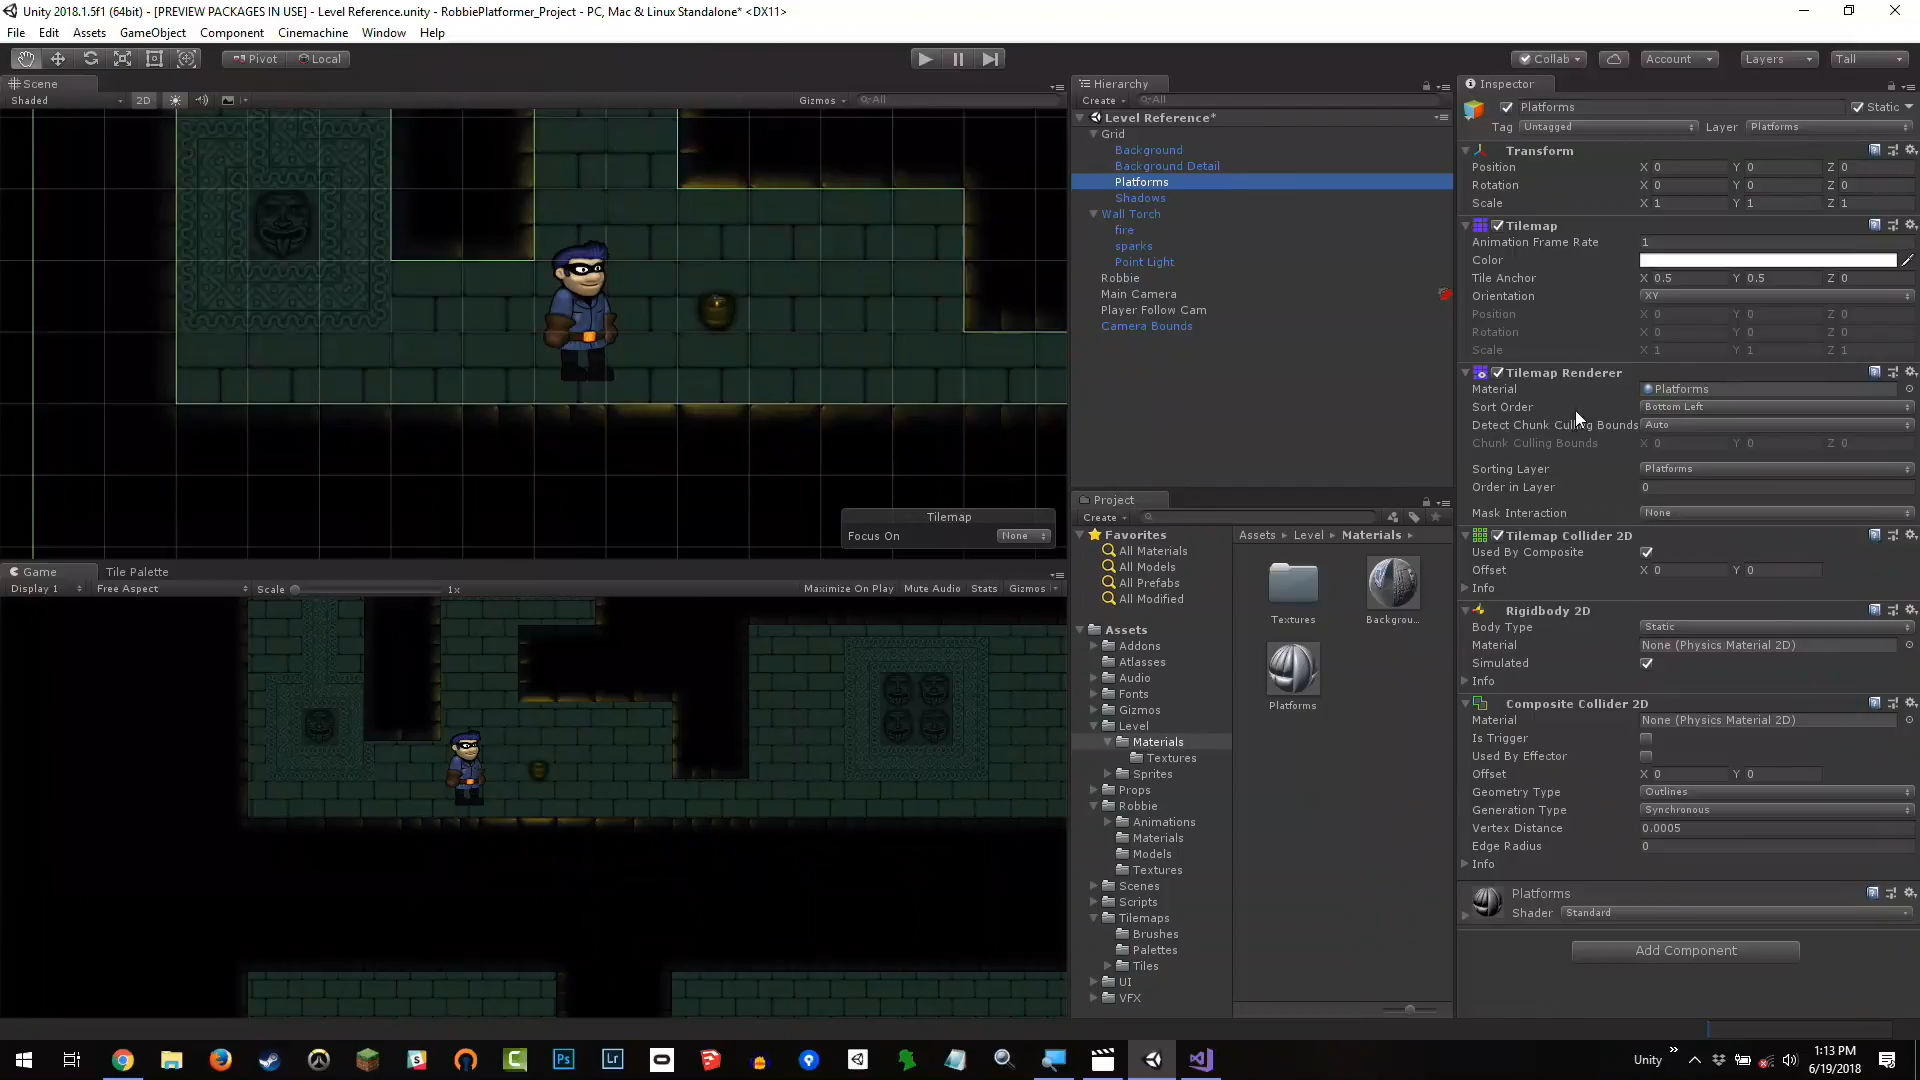 Unity 2018.1.5f1 (64bit) - [PREVIEW PACKAGES IN USE] - Level Reference.unity - RobbiePlatformer_Project - PC, Mac & Linux Standalone* <DX11>
File Edit Assets GameObject Component Cinemachine Window Help
Pivot Local
Collab Account Layers Tall
Scene
Shaded 2D Gizmos All
Tilemap
Focus On None
Game Tile Palette
Display 1 Free Aspect Scale 1x Maximize On Play Mute Audio Stats Gizmos
Hierarchy
Create All
Level Reference*
Grid
Background
Background Detail
Platforms
Shadows
Wall Torch
fire
sparks
Point Light
Robbie
Main Camera
Player Follow Cam
Camera Bounds
Project
Create
Favorites
All Materials
All Models
All Prefabs
All Modified
Assets
Addons
Atlasses
Audio
Fonts
Gizmos
Level
Materials
Textures
Sprites
Props
Robbie
Animations
Materials
Models
Textures
Scenes
Scripts
Tilemaps
Brushes
Palettes
Tiles
UI
VFX
Assets Level Materials
Textures Backgrou...
Platforms
Inspector
Platforms Static
Tag Untagged Layer Platforms
Transform
Position X 0 Y 0 Z 0
Rotation X 0 Y 0 Z 0
Scale X 1 Y 1 Z 1
Tilemap
Animation Frame Rate 1
Color
Tile Anchor X 0.5 Y 0.5 Z 0
Orientation XY
Position X 0 Y 0 Z 0
Rotation X 0 Y 0 Z 0
Scale X 1 Y 1 Z 1
Tilemap Renderer
Material Platforms
Sort Order Bottom Left
Detect Chunk Culling Bounds Auto
Chunk Culling Bounds X 0 Y 0 Z 0
Sorting Layer Platforms
Order in Layer 0
Mask Interaction None
Tilemap Collider 2D
Used By Composite
Offset X 0 Y 0
Info
Rigidbody 2D
Body Type Static
Material None (Physics Material 2D)
Simulated
Info
Composite Collider 2D
Material None (Physics Material 2D)
Is Trigger
Used By Effector
Offset X 0 Y 0
Geometry Type Outlines
Generation Type Synchronous
Vertex Distance 0.0005
Edge Radius 0
Info
Platforms
Shader Standard
Add Component
Ps Lr
Unity 1:13 PM
6/19/2018